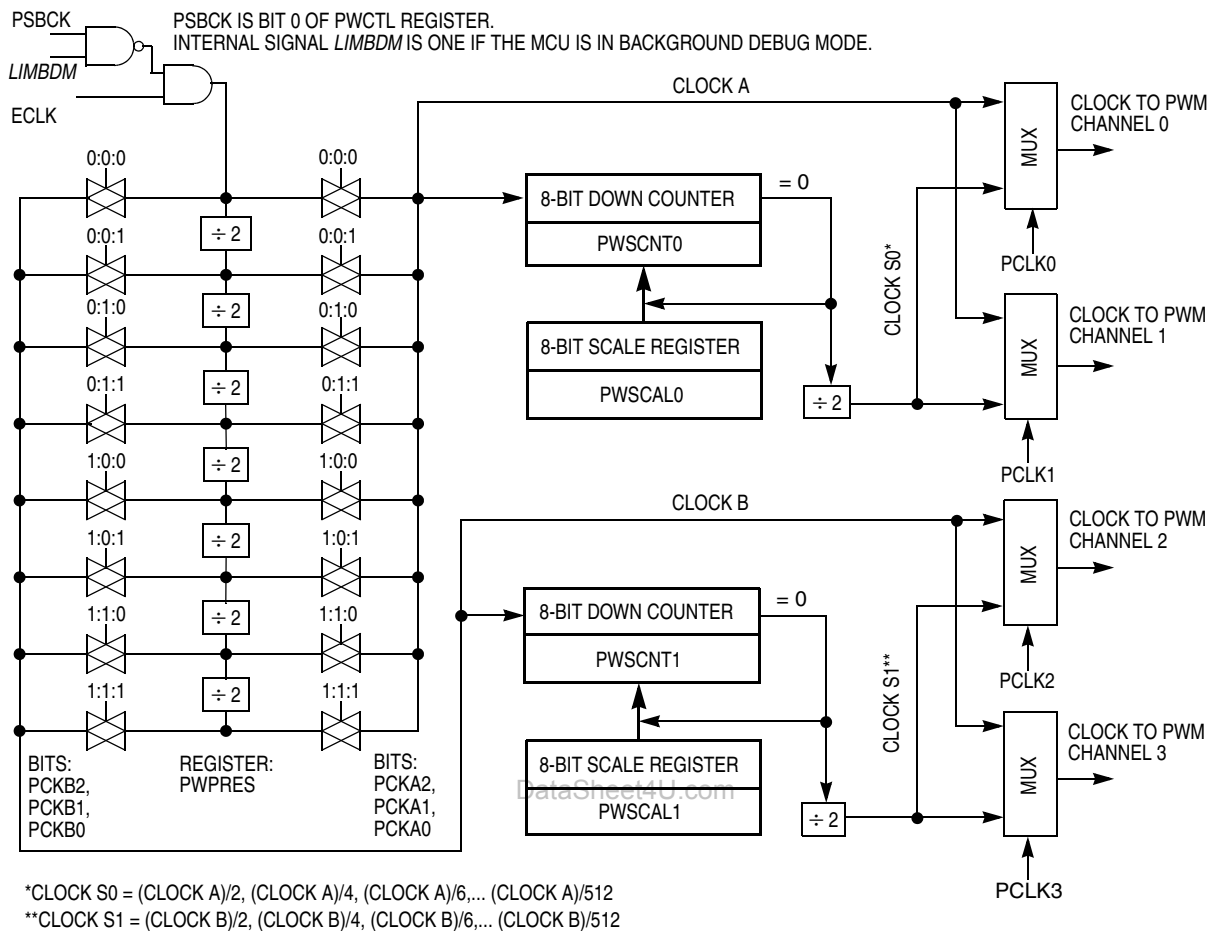 PSBCK
PSBCK IS BIT 0 OF PWCTL REGISTER.
INTERNAL SIGNAL LIMBDM IS ONE IF THE MCU IS IN BACKGROUND DEBUG MODE.
LIMBDM
ECLK
CLOCK A
CLOCK TO PWM
CHANNEL 0
MUX
PCLK0
0:0:0
0:0:0
÷ 2
0:0:1
0:0:1
÷ 2
0:1:0
0:1:0
÷ 2
0:1:1
0:1:1
÷ 2
1:0:0
1:0:0
÷ 2
1:0:1
1:0:1
÷ 2
1:1:0
1:1:0
÷ 2
1:1:1
1:1:1
BITS:
PCKB2,
PCKB1,
PCKB0
REGISTER:
PWPRES
BITS:
PCKA2,
PCKA1,
PCKA0
8-BIT DOWN COUNTER
PWSCNT0
= 0
8-BIT SCALE REGISTER
PWSCAL0
÷ 2
CLOCK S0*
CLOCK TO PWM
CHANNEL 1
MUX
PCLK1
CLOCK B
CLOCK TO PWM
CHANNEL 2
MUX
PCLK2
8-BIT DOWN COUNTER
PWSCNT1
= 0
8-BIT SCALE REGISTER
DataSheet4U.com
PWSCAL1
÷ 2
CLOCK S1**
CLOCK TO PWM
CHANNEL 3
MUX
PCLK3
*CLOCK S0 = (CLOCK A)/2, (CLOCK A)/4, (CLOCK A)/6,... (CLOCK A)/512
**CLOCK S1 = (CLOCK B)/2, (CLOCK B)/4, (CLOCK B)/6,... (CLOCK B)/512